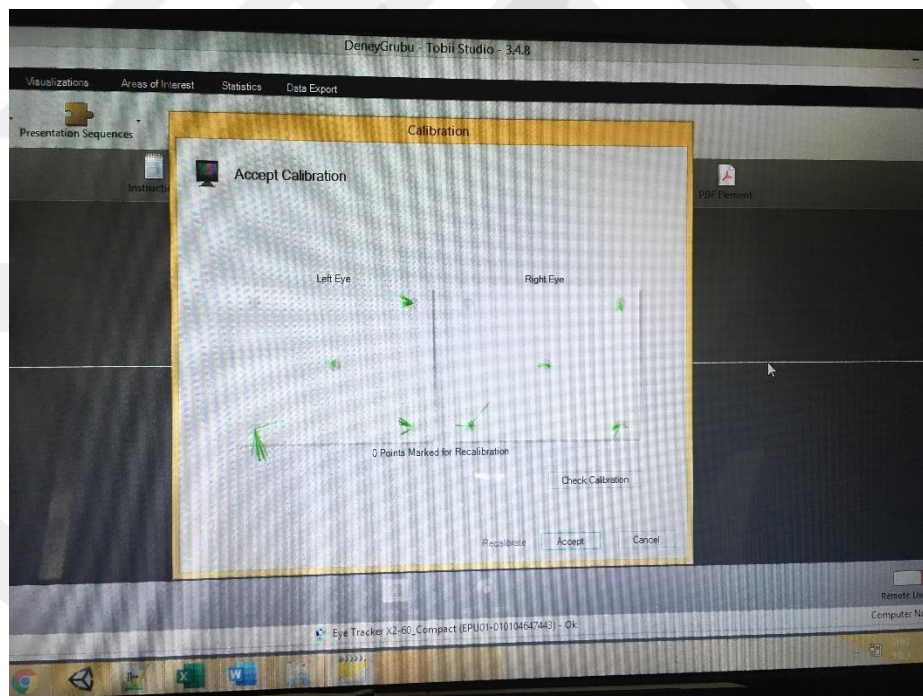 DeneyGrubu - Tobii Studio - 3.4.8
Visualizations Areas of Interest Statistics Data Export
Presentation Sequences
Calibration
Accept Calibration
PDF Element
Left Eye Right Eye
0 Points Marked for Recalibration
Check Calibration
Recalibrate Accept Cancel
Remote
Eye Tracker X2-60_Compact (EPU01-010104647443) - Ok
Computer